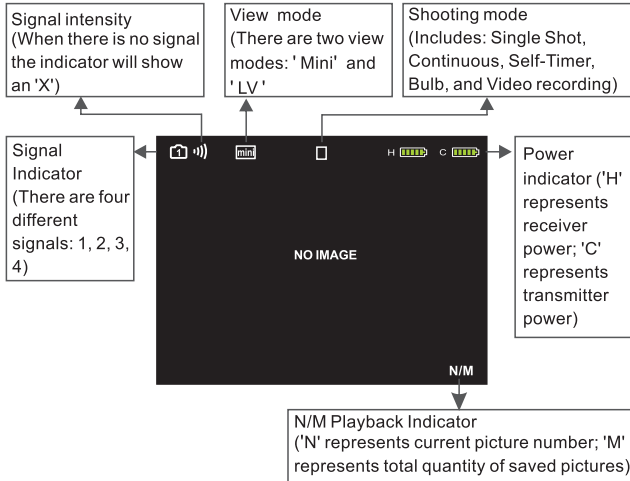 Signal intensity
(When there is no signal
the indicator will show
an 'X')
View mode
(There are two view
modes: ' Mini' and
' LV '
Shooting mode
(Includes: Single Shot,
Continuous, Self-Timer,
Bulb, and Video recording)
Signal
Indicator
(There are four
different
signals: 1, 2, 3,
4)
1 mini H C
NO IMAGE
N/M
Power
indicator ('H'
represents
receiver
power; 'C'
represents
transmitter
power)
N/M Playback Indicator
('N' represents current picture number; 'M'
represents total quantity of saved pictures)